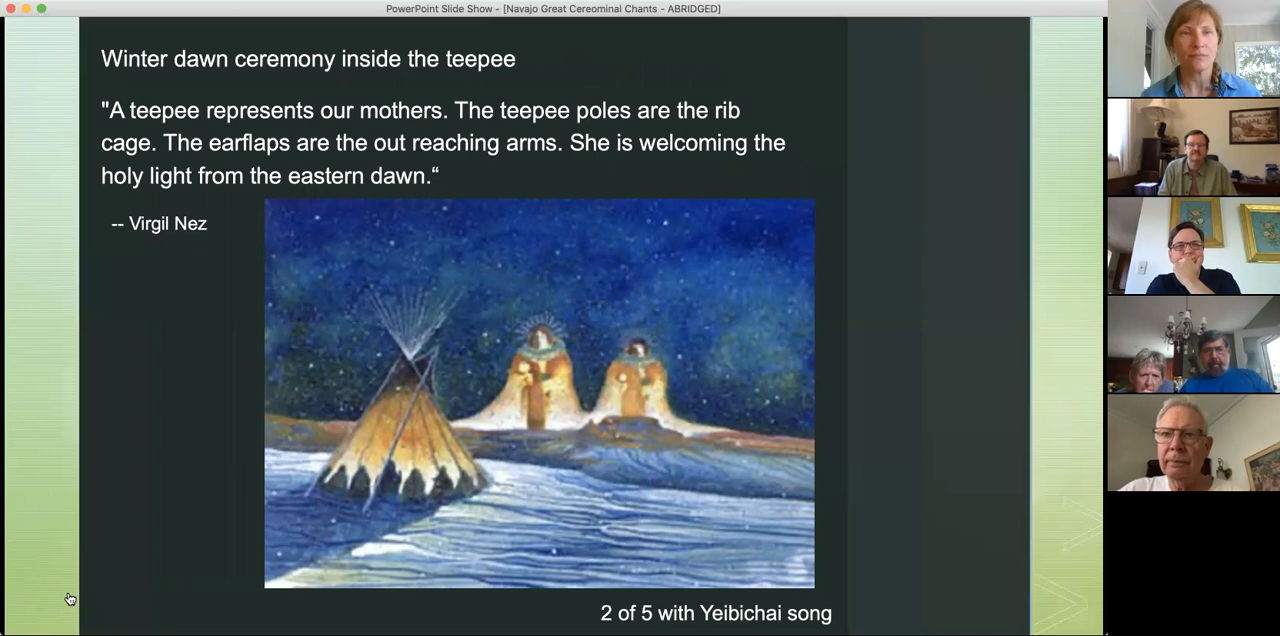 PowerPoint Slide Show - [Navajo Great Cereominal Chants - ABRIDGED]
Winter dawn ceremony inside the teepee
"A teepee represents our mothers. The teepee poles are the rib
cage. The earflaps are the out reaching arms. She is welcoming the
holy light from the eastern dawn.“
-- Virgil Nez
2 of 5 with Yeibichai song